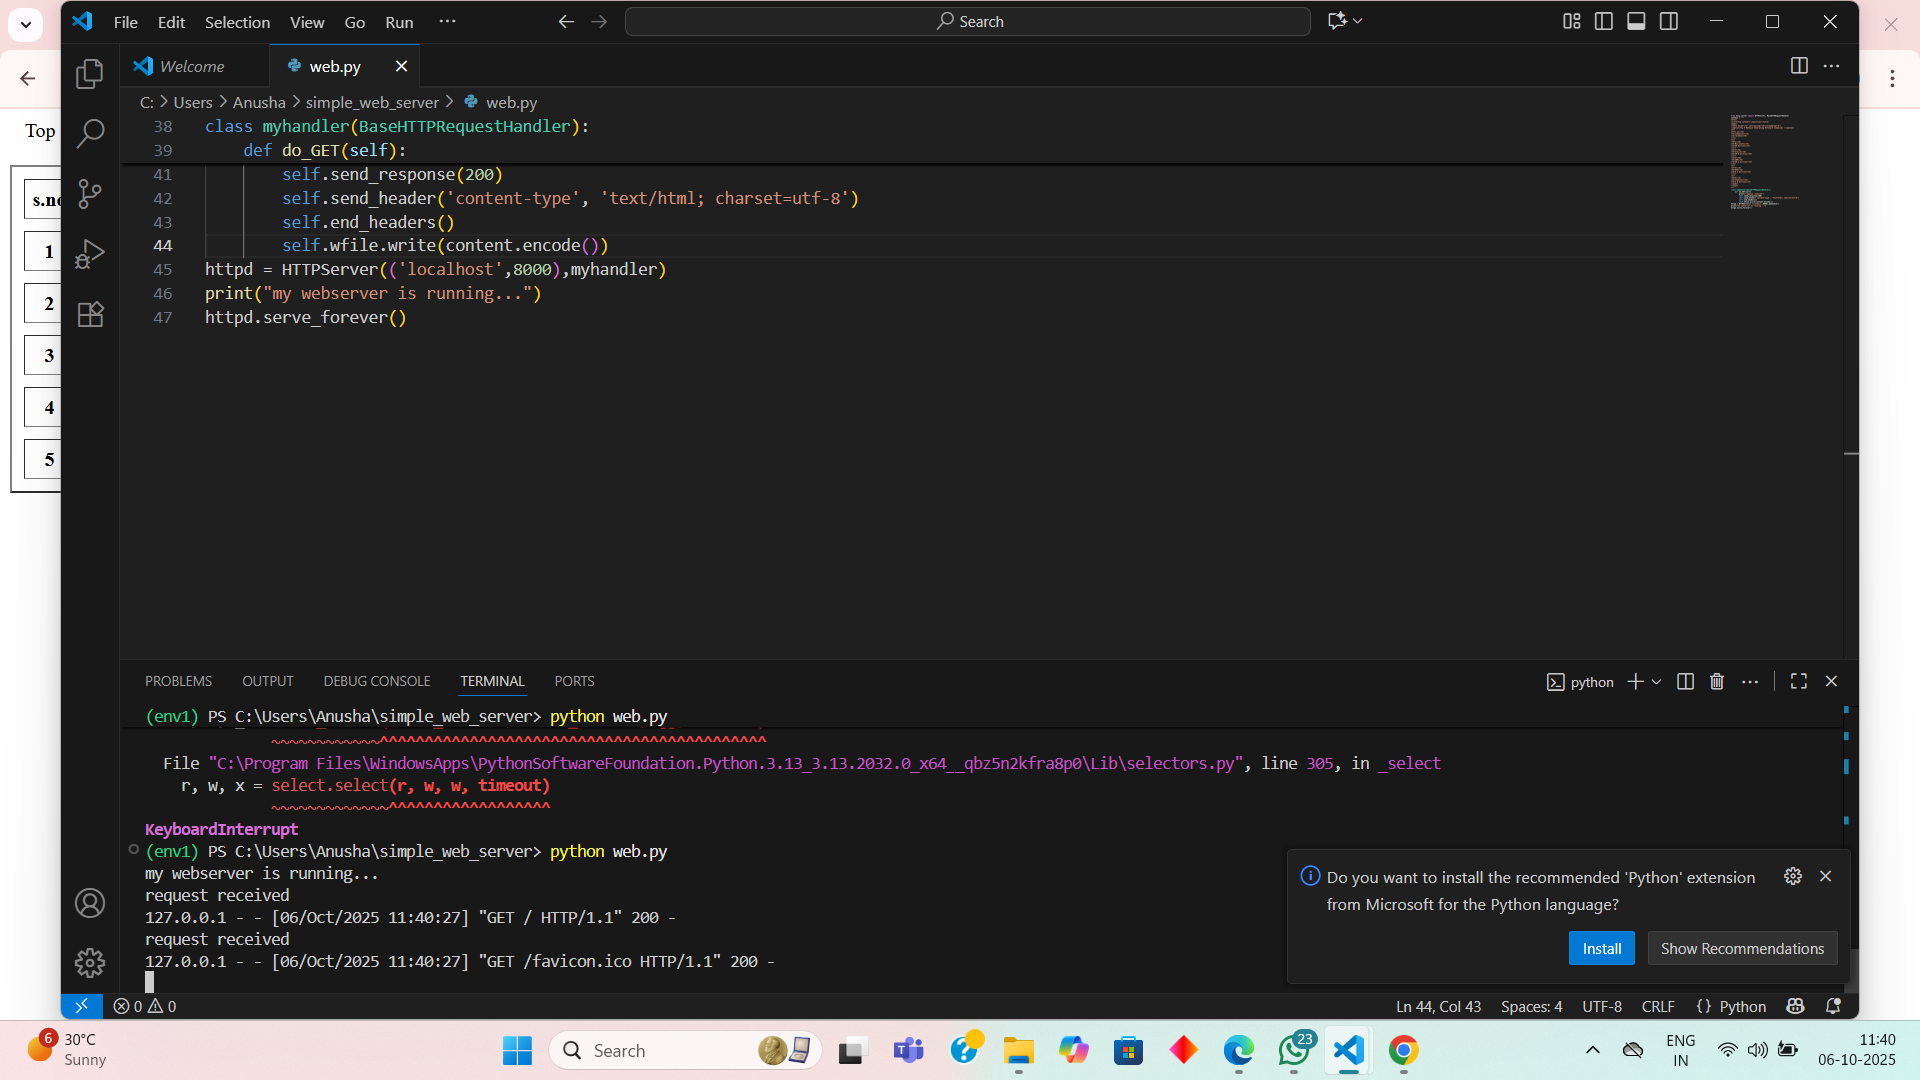 File Edit Selection View Go Run ···
Search
Welcome
web.py
C: > Users > Anusha > simple_web_server > web.py
38 class myhandler(BaseHTTPRequestHandler):
39 def do_GET(self):
41 self.send_response(200)
42 self.send_header('content-type', 'text/html; charset=utf-8')
43 self.end_headers()
44 self.wfile.write(content.encode())
45 httpd = HTTPServer(('localhost',8000),myhandler)
46 print("my webserver is running...")
47 httpd.serve_forever()
Top
s.no
1
2
3
4
5
PROBLEMS OUTPUT DEBUG CONSOLE TERMINAL PORTS
python
(env1) PS C:\Users\Anusha\simple_web_server> python web.py
~~~~~~~~~~~~^^^^^^^^^^^^^^^^^^^^^^^^^^^^^^^^^^^^^^^^^^^
File "C:\Program Files\WindowsApps\PythonSoftwareFoundation.Python.3.13_3.13.2032.0_x64__qbz5n2kfra8p0\Lib\selectors.py", line 305, in _select
r, w, x = select.select(r, w, w, timeout)
~~~~~~~~~~~~~^^^^^^^^^^^^^^^^^^
KeyboardInterrupt
(env1) PS C:\Users\Anusha\simple_web_server> python web.py
my webserver is running...
request received
127.0.0.1 - - [06/Oct/2025 11:40:27] "GET / HTTP/1.1" 200 -
request received
127.0.0.1 - - [06/Oct/2025 11:40:27] "GET /favicon.ico HTTP/1.1" 200 -
Do you want to install the recommended 'Python' extension
from Microsoft for the Python language?
Install
Show Recommendations
0 0
Ln 44, Col 43 Spaces: 4 UTF-8 CRLF {} Python
6
30°C
Sunny
Search
23
ENG
IN
11:40
06-10-2025